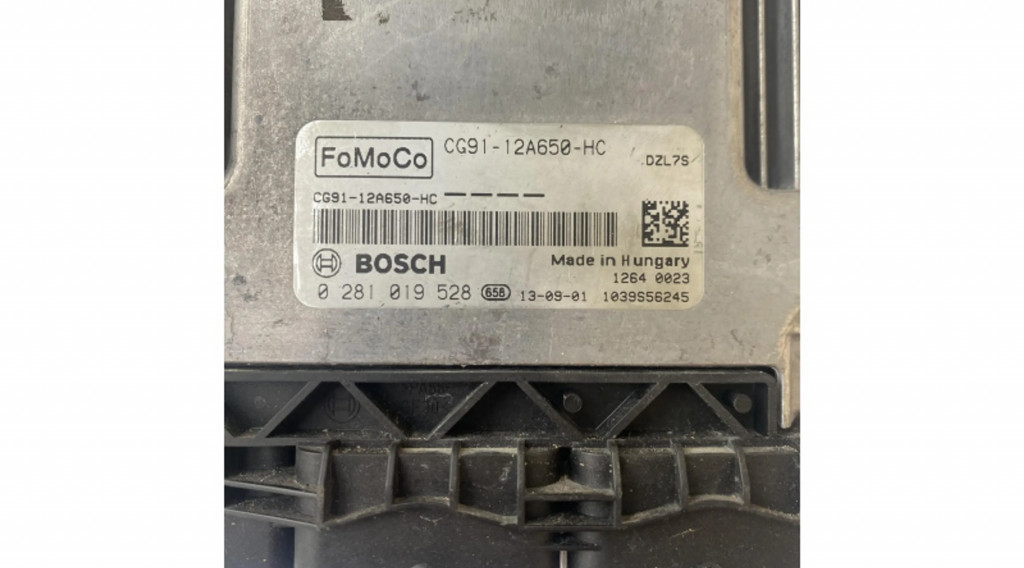 FoMoCo CG91-12A650-HC
DZL7S
CG91-12A650-HC ————
BOSCH Made in Hungary
1264 0023
0 281 019 528 658 13-09-01 1039S56245